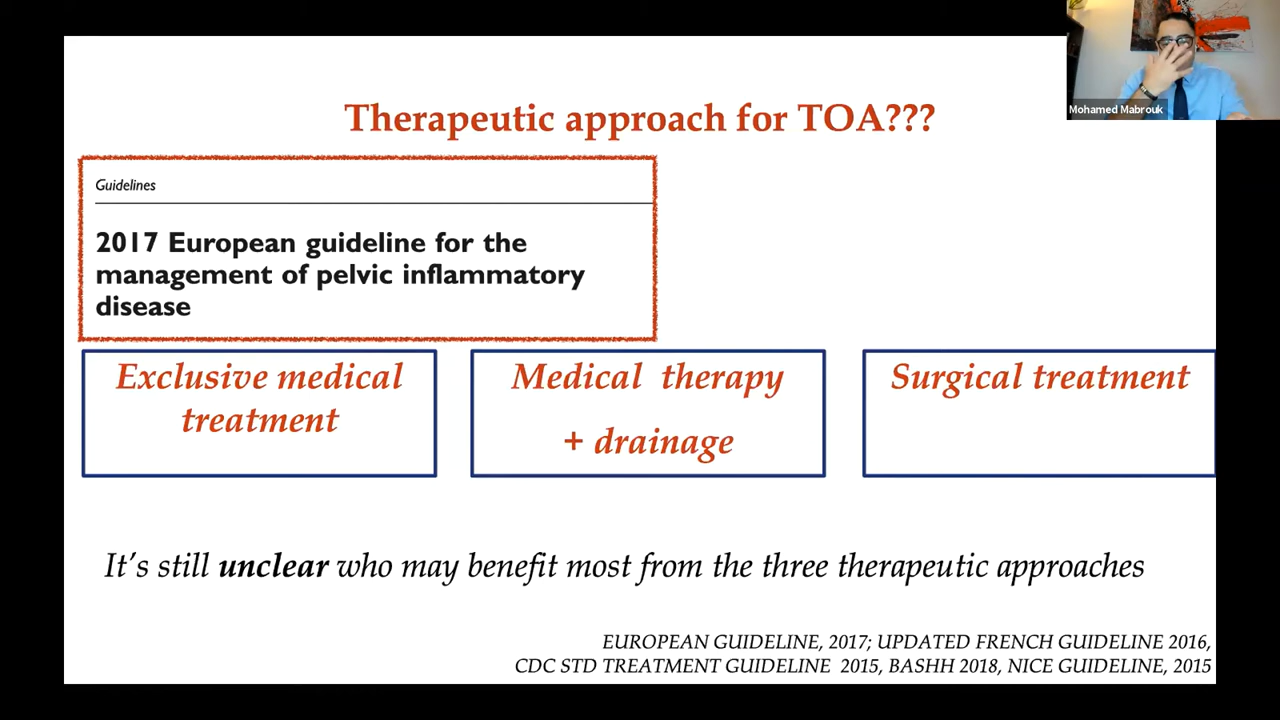 Mohamed Mabrouk
Therapeutic approach for TOA???
Guidelines
2017 European guideline for the
management of pelvic inflammatory
disease
Exclusive medical
treatment
Medical therapy
+ drainage
Surgical treatment
It's still unclear who may benefit most from the three therapeutic approaches
EUROPEAN GUIDELINE, 2017; UPDATED FRENCH GUIDELINE 2016,
CDC STD TREATMENT GUIDELINE 2015, BASHH 2018, NICE GUIDELINE, 2015